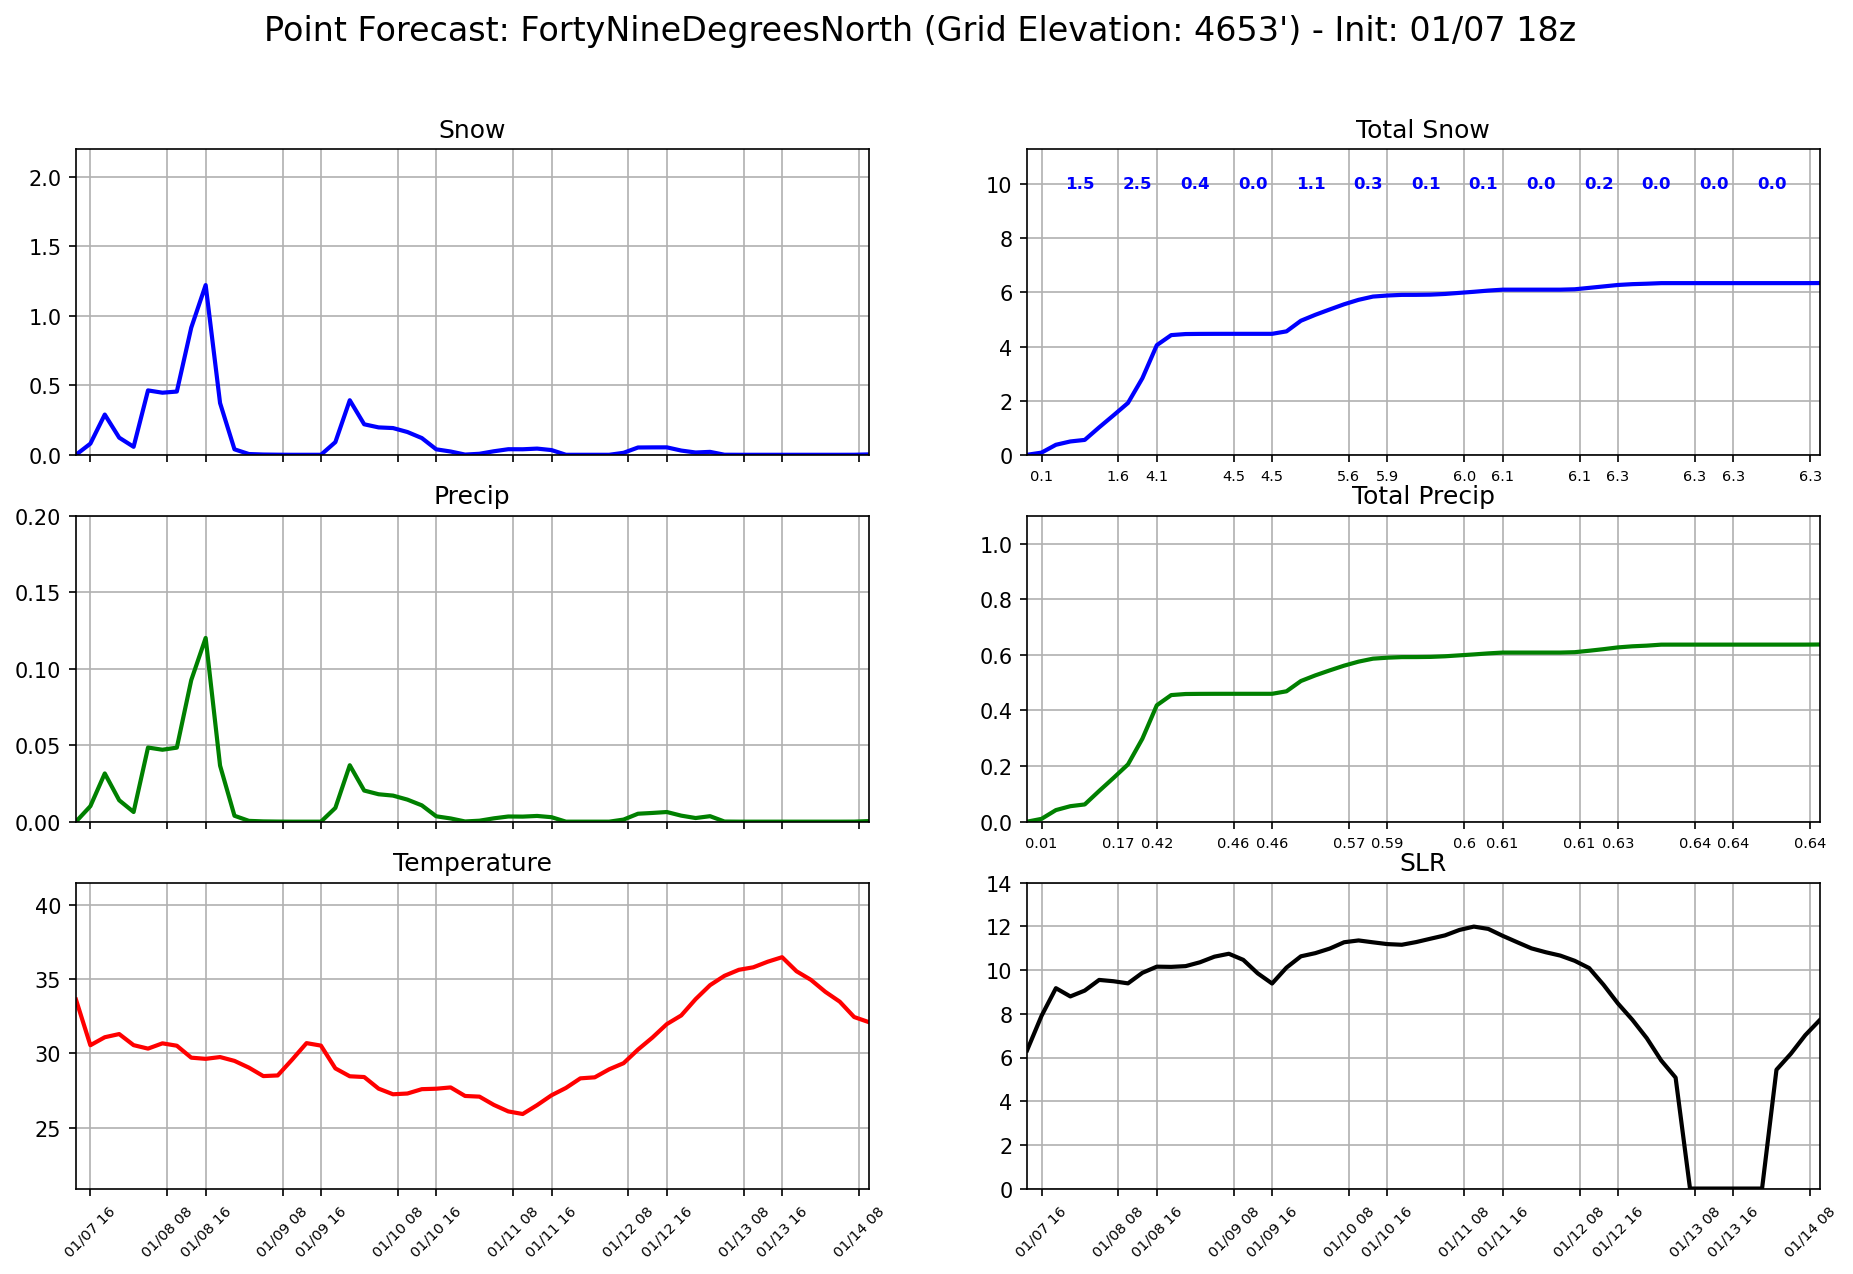 Point Forecast: FortyNineDegreesNorth (Grid Elevation: 4653') - Init: 01/07 18z
Snow
2.0
1.5
1.0
0.5
0.0
Total Snow
10
8
6
4
2
0
1.5 2.5 0.4 0.0 1.1 0.3 0.1 0.1 0.0 0.2 0.0 0.0 0.0
0.1 1.6 4.1 4.5 4.5 5.6 5.9 6.0 6.1 6.1 6.3 6.3 6.3 6.3
Precip
0.20
0.15
0.10
0.05
0.00
Total Precip
1.0
0.8
0.6
0.4
0.2
0.0
0.01 0.17 0.42 0.46 0.46 0.57 0.59 0.6 0.61 0.61 0.63 0.64 0.64 0.64
Temperature
40
35
30
25
01/07 16 01/08 08 01/08 16 01/09 08 01/09 16 01/10 08 01/10 16 01/11 08 01/11 16 01/12 08 01/12 16 01/13 08 01/13 16 01/14 08
SLR
14
12
10
8
6
4
2
0
01/07 16 01/08 08 01/08 16 01/09 08 01/09 16 01/10 08 01/10 16 01/11 08 01/11 16 01/12 08 01/12 16 01/13 08 01/13 16 01/14 08